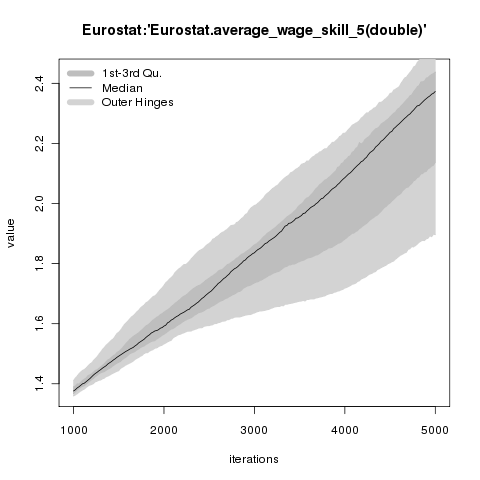 Eurostat:'Eurostat.average_wage_skill_5(double)'
1st-3rd Qu.
Median
Outer Hinges
value
2.4
2.2
2.0
1.8
1.6
1.4
1000 2000 3000 4000 5000
iterations